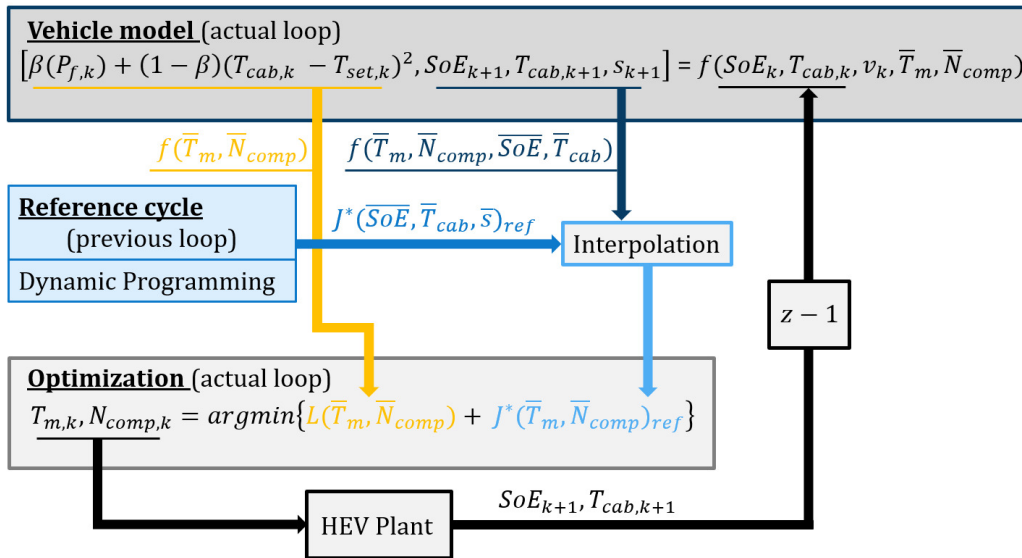 Vehicle model (actual loop)
[β(P_{f,k}) + (1 − β)(T_{cab,k} − T_{set,k})², SoE_{k+1}, T_{cab,k+1}, s_{k+1}] = f(SoE_k, T_{cab,k}, v_k, T̅_m, N̅_{comp})
f(T̅_m, N̅_{comp})
f(T̅_m, N̅_{comp}, S̅o̅E̅, T̅_{cab})
Reference cycle
(previous loop)
Dynamic Programming
J*(S̅o̅E̅, T̅_{cab}, s̅)_{ref}
Interpolation
z − 1
Optimization (actual loop)
T_{m,k}, N_{comp,k} = argmin{L(T̅_m, N̅_{comp}) + J*(T̅_m, N̅_{comp})_{ref}}
HEV Plant
SoE_{k+1}, T_{cab,k+1}